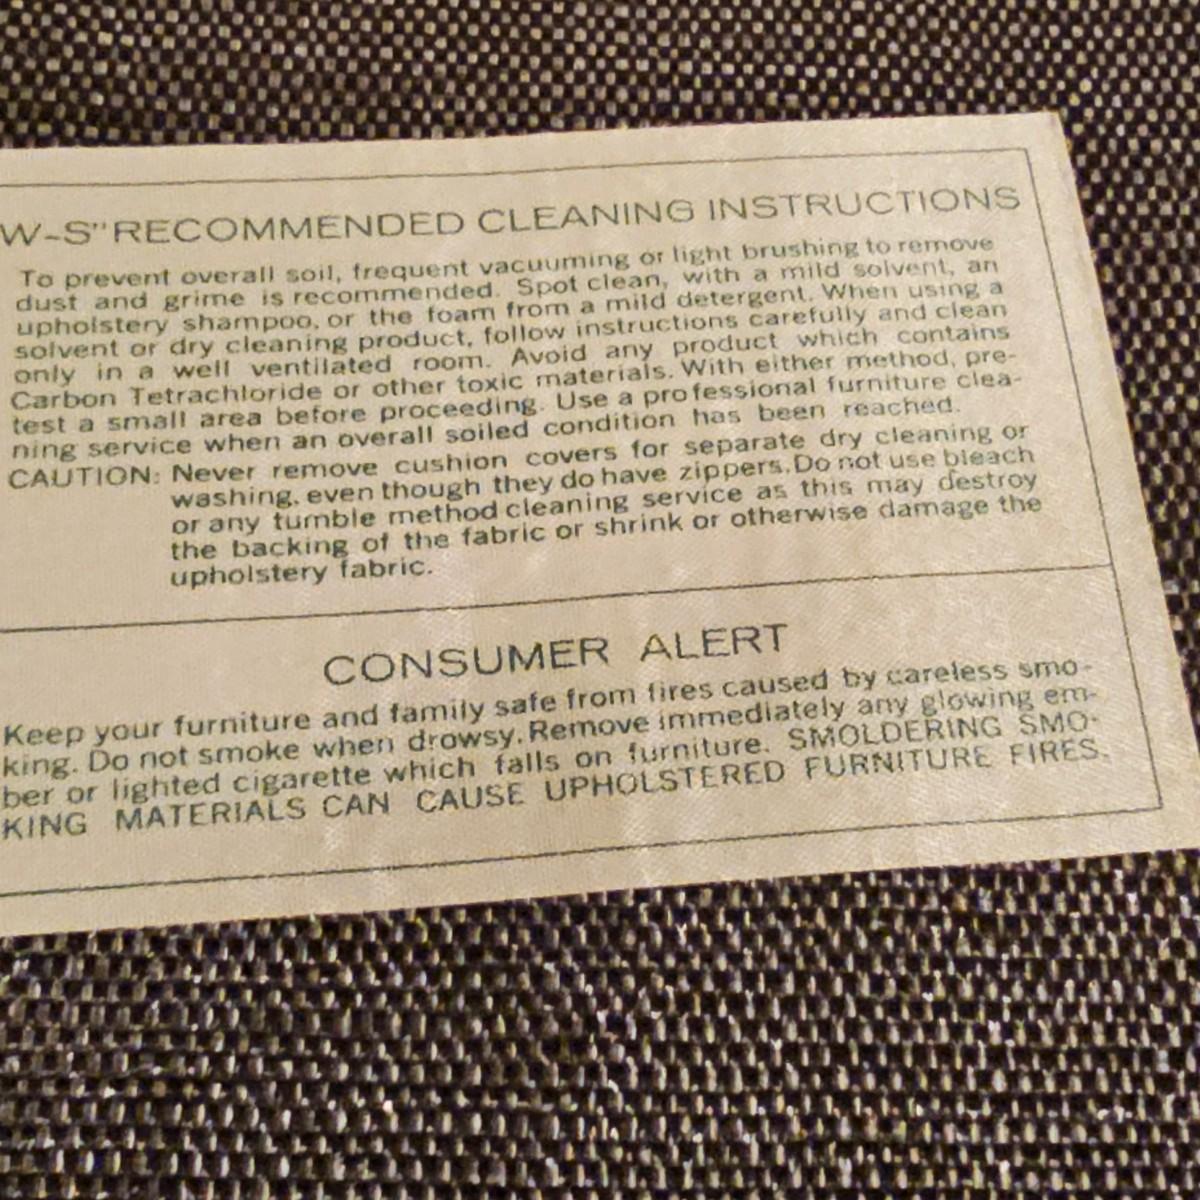 W-S" RECOMMENDED CLEANING INSTRUCTIONS
To prevent overall soil, frequent vacuuming or light brushing to remove
dust and grime is recommended. Spot clean, with a mild solvent, an
upholstery shampoo, or the foam from a mild detergent. When using a
solvent or dry cleaning product, follow instructions carefully and clean
only in a well ventilated room. Avoid any product which contains
Carbon Tetrachloride or other toxic materials. With either method, pre-
test a small area before proceeding. Use a professional furniture clea-
ning service when an overall soiled condition has been reached.
CAUTION: Never remove cushion covers for separate dry cleaning or
washing, even though they do have zippers. Do not use bleach
or any tumble method cleaning service as this may destroy
the backing of the fabric or shrink or otherwise damage the
upholstery fabric.
CONSUMER ALERT
Keep your furniture and family safe from fires caused by careless smo-
king. Do not smoke when drowsy. Remove immediately any glowing em-
ber or lighted cigarette which falls on furniture. SMOLDERING SMO-
KING MATERIALS CAN CAUSE UPHOLSTERED FURNITURE FIRES.